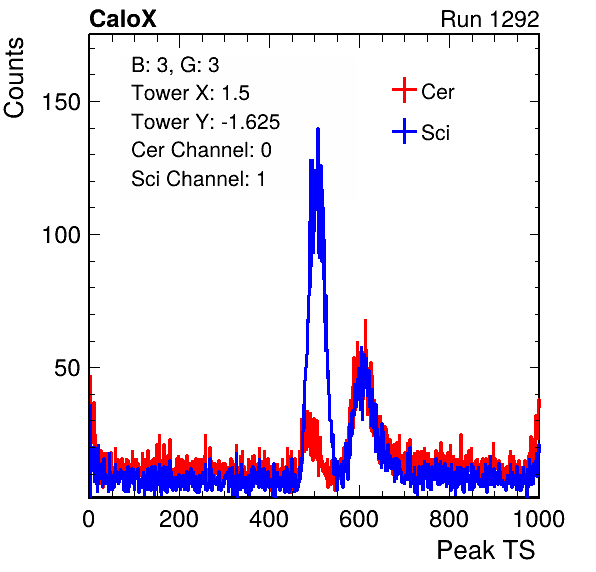 CaloX
Run 1292
Counts
B: 3, G: 3
Tower X: 1.5
Tower Y: -1.625
Cer Channel: 0
Sci Channel: 1
Cer
Sci
150
100
50
0 200 400 600 800 1000
Peak TS